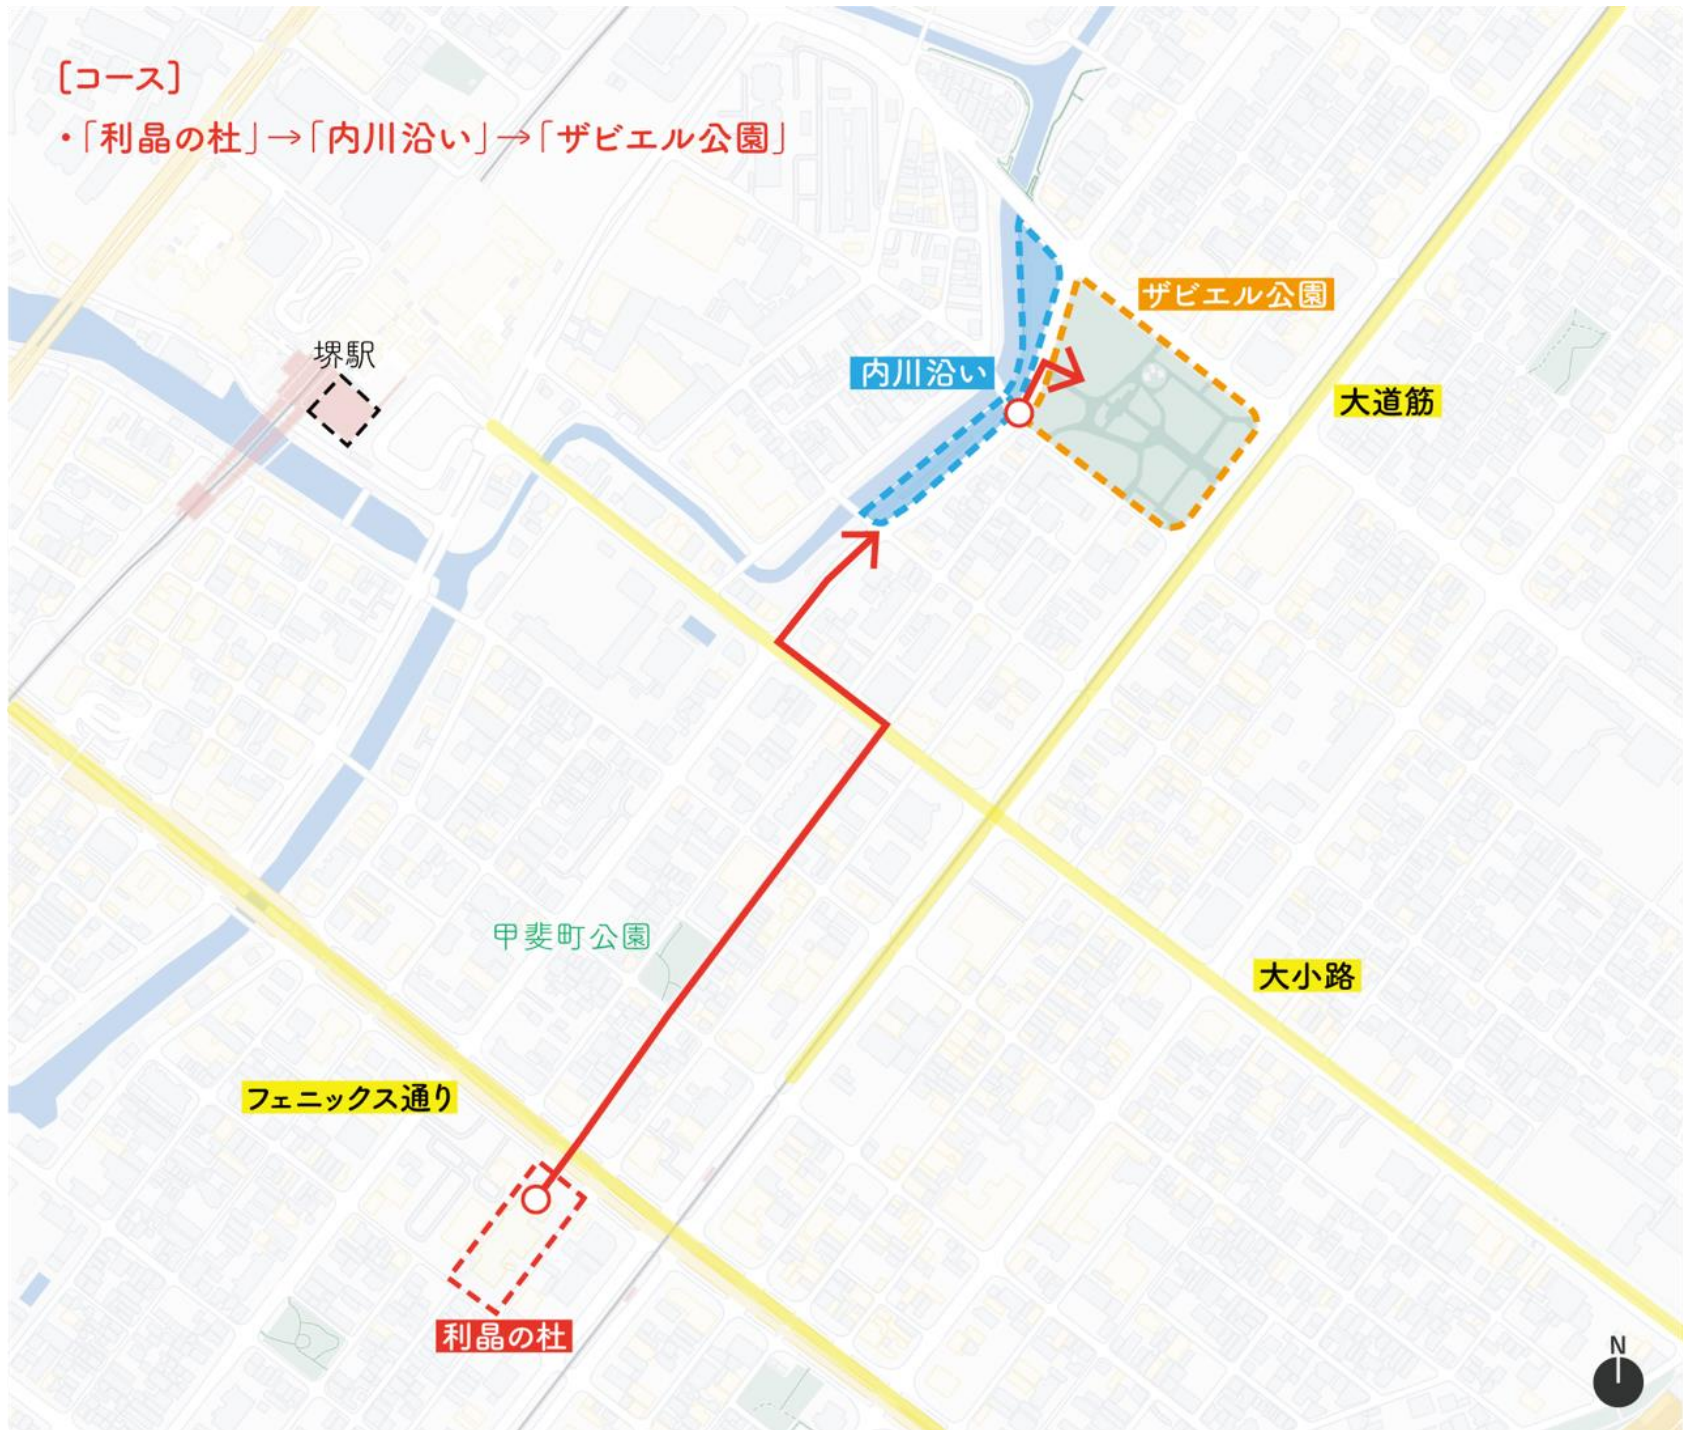 ［コース］
・「利晶の杜」→「内川沿い」→「ザビエル公園」
ザビエル公園
堺駅
内川沿い
大道筋
甲斐町公園
大小路
フェニックス通り
利晶の杜
N